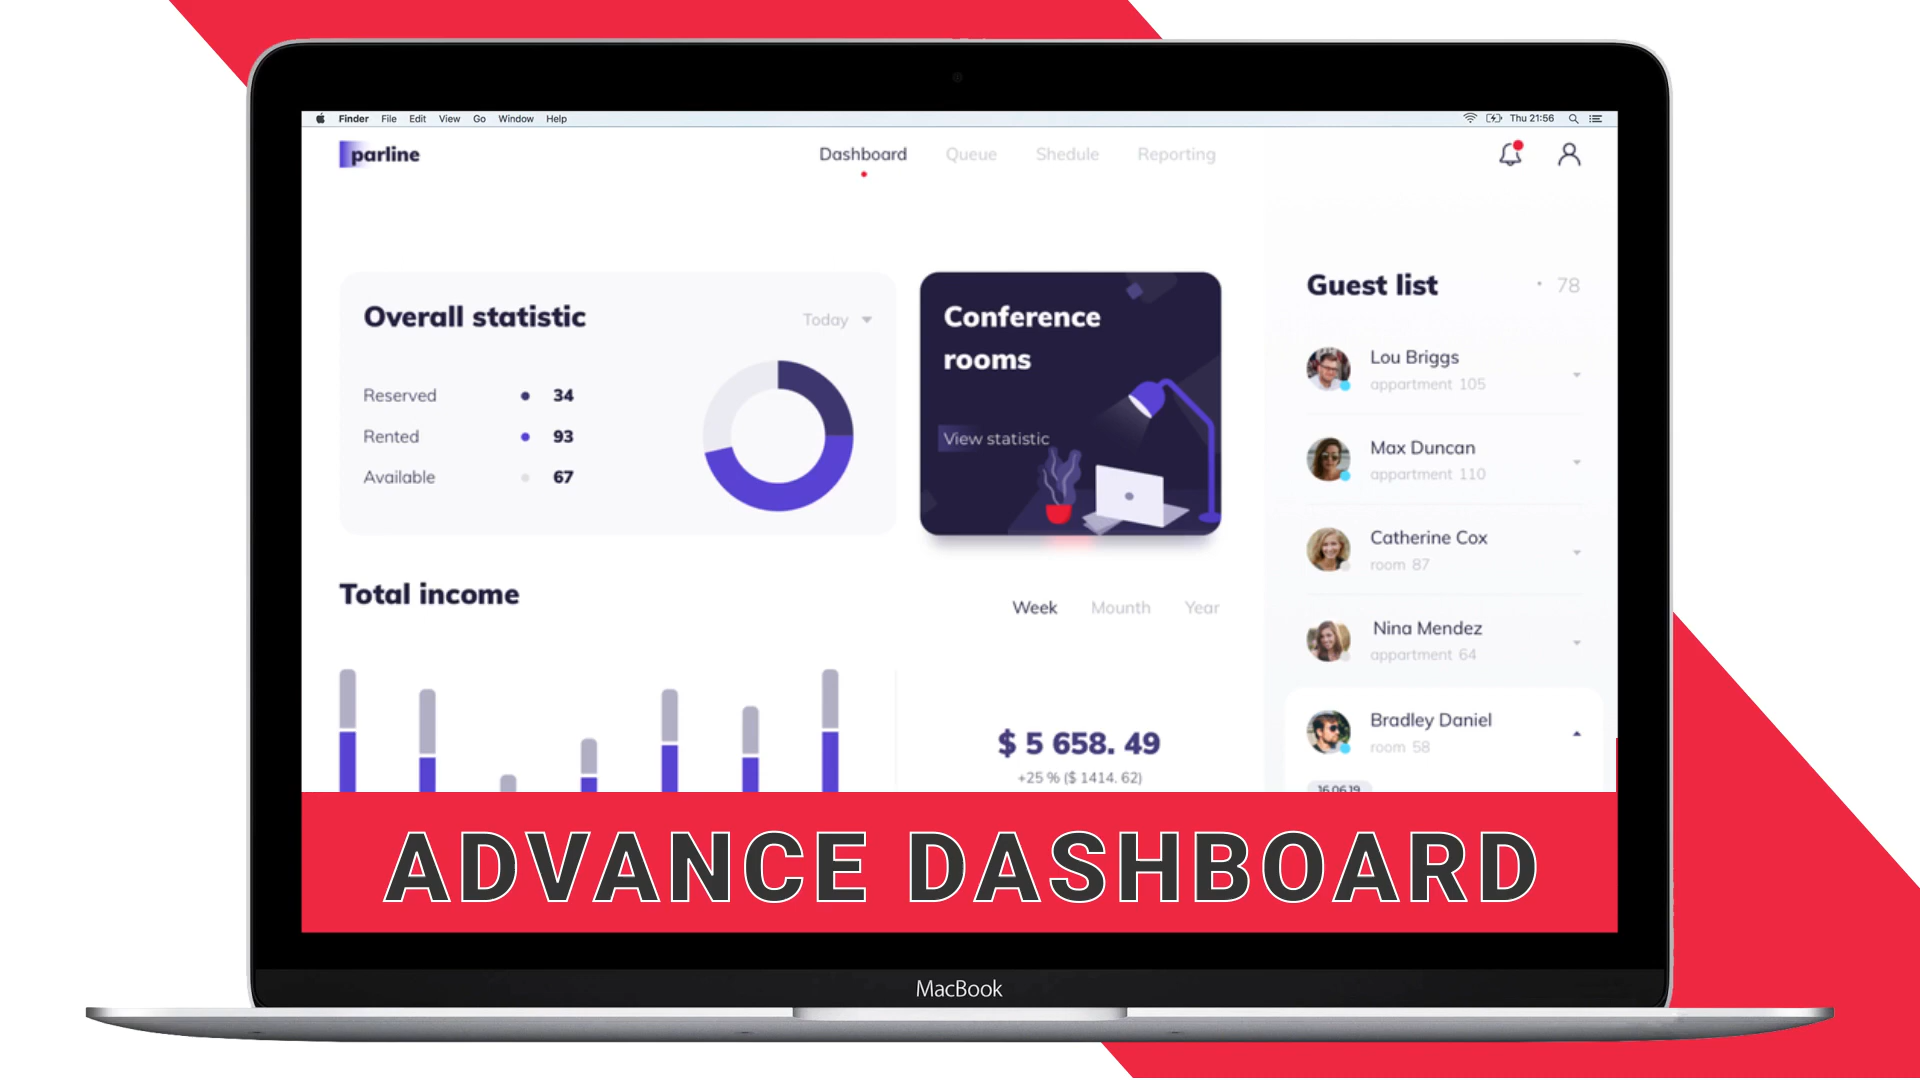 Finder File Edit View Go Window Help Thu 21:56
parline
Dashboard Queue Shedule Reporting
Overall statistic
Today
Reserved 34
Rented 93
Available 67
Conference
rooms
View statistic
Total income
Week Mounth Year
$ 5 658. 49
+25 % ($ 1414. 62)
Guest list
78
Lou Briggs
appartment 105
Max Duncan
appartment 110
Catherine Cox
room 87
Nina Mendez
appartment 64
Bradley Daniel
room 58
16.06.19
ADVANCE DASHBOARD
MacBook